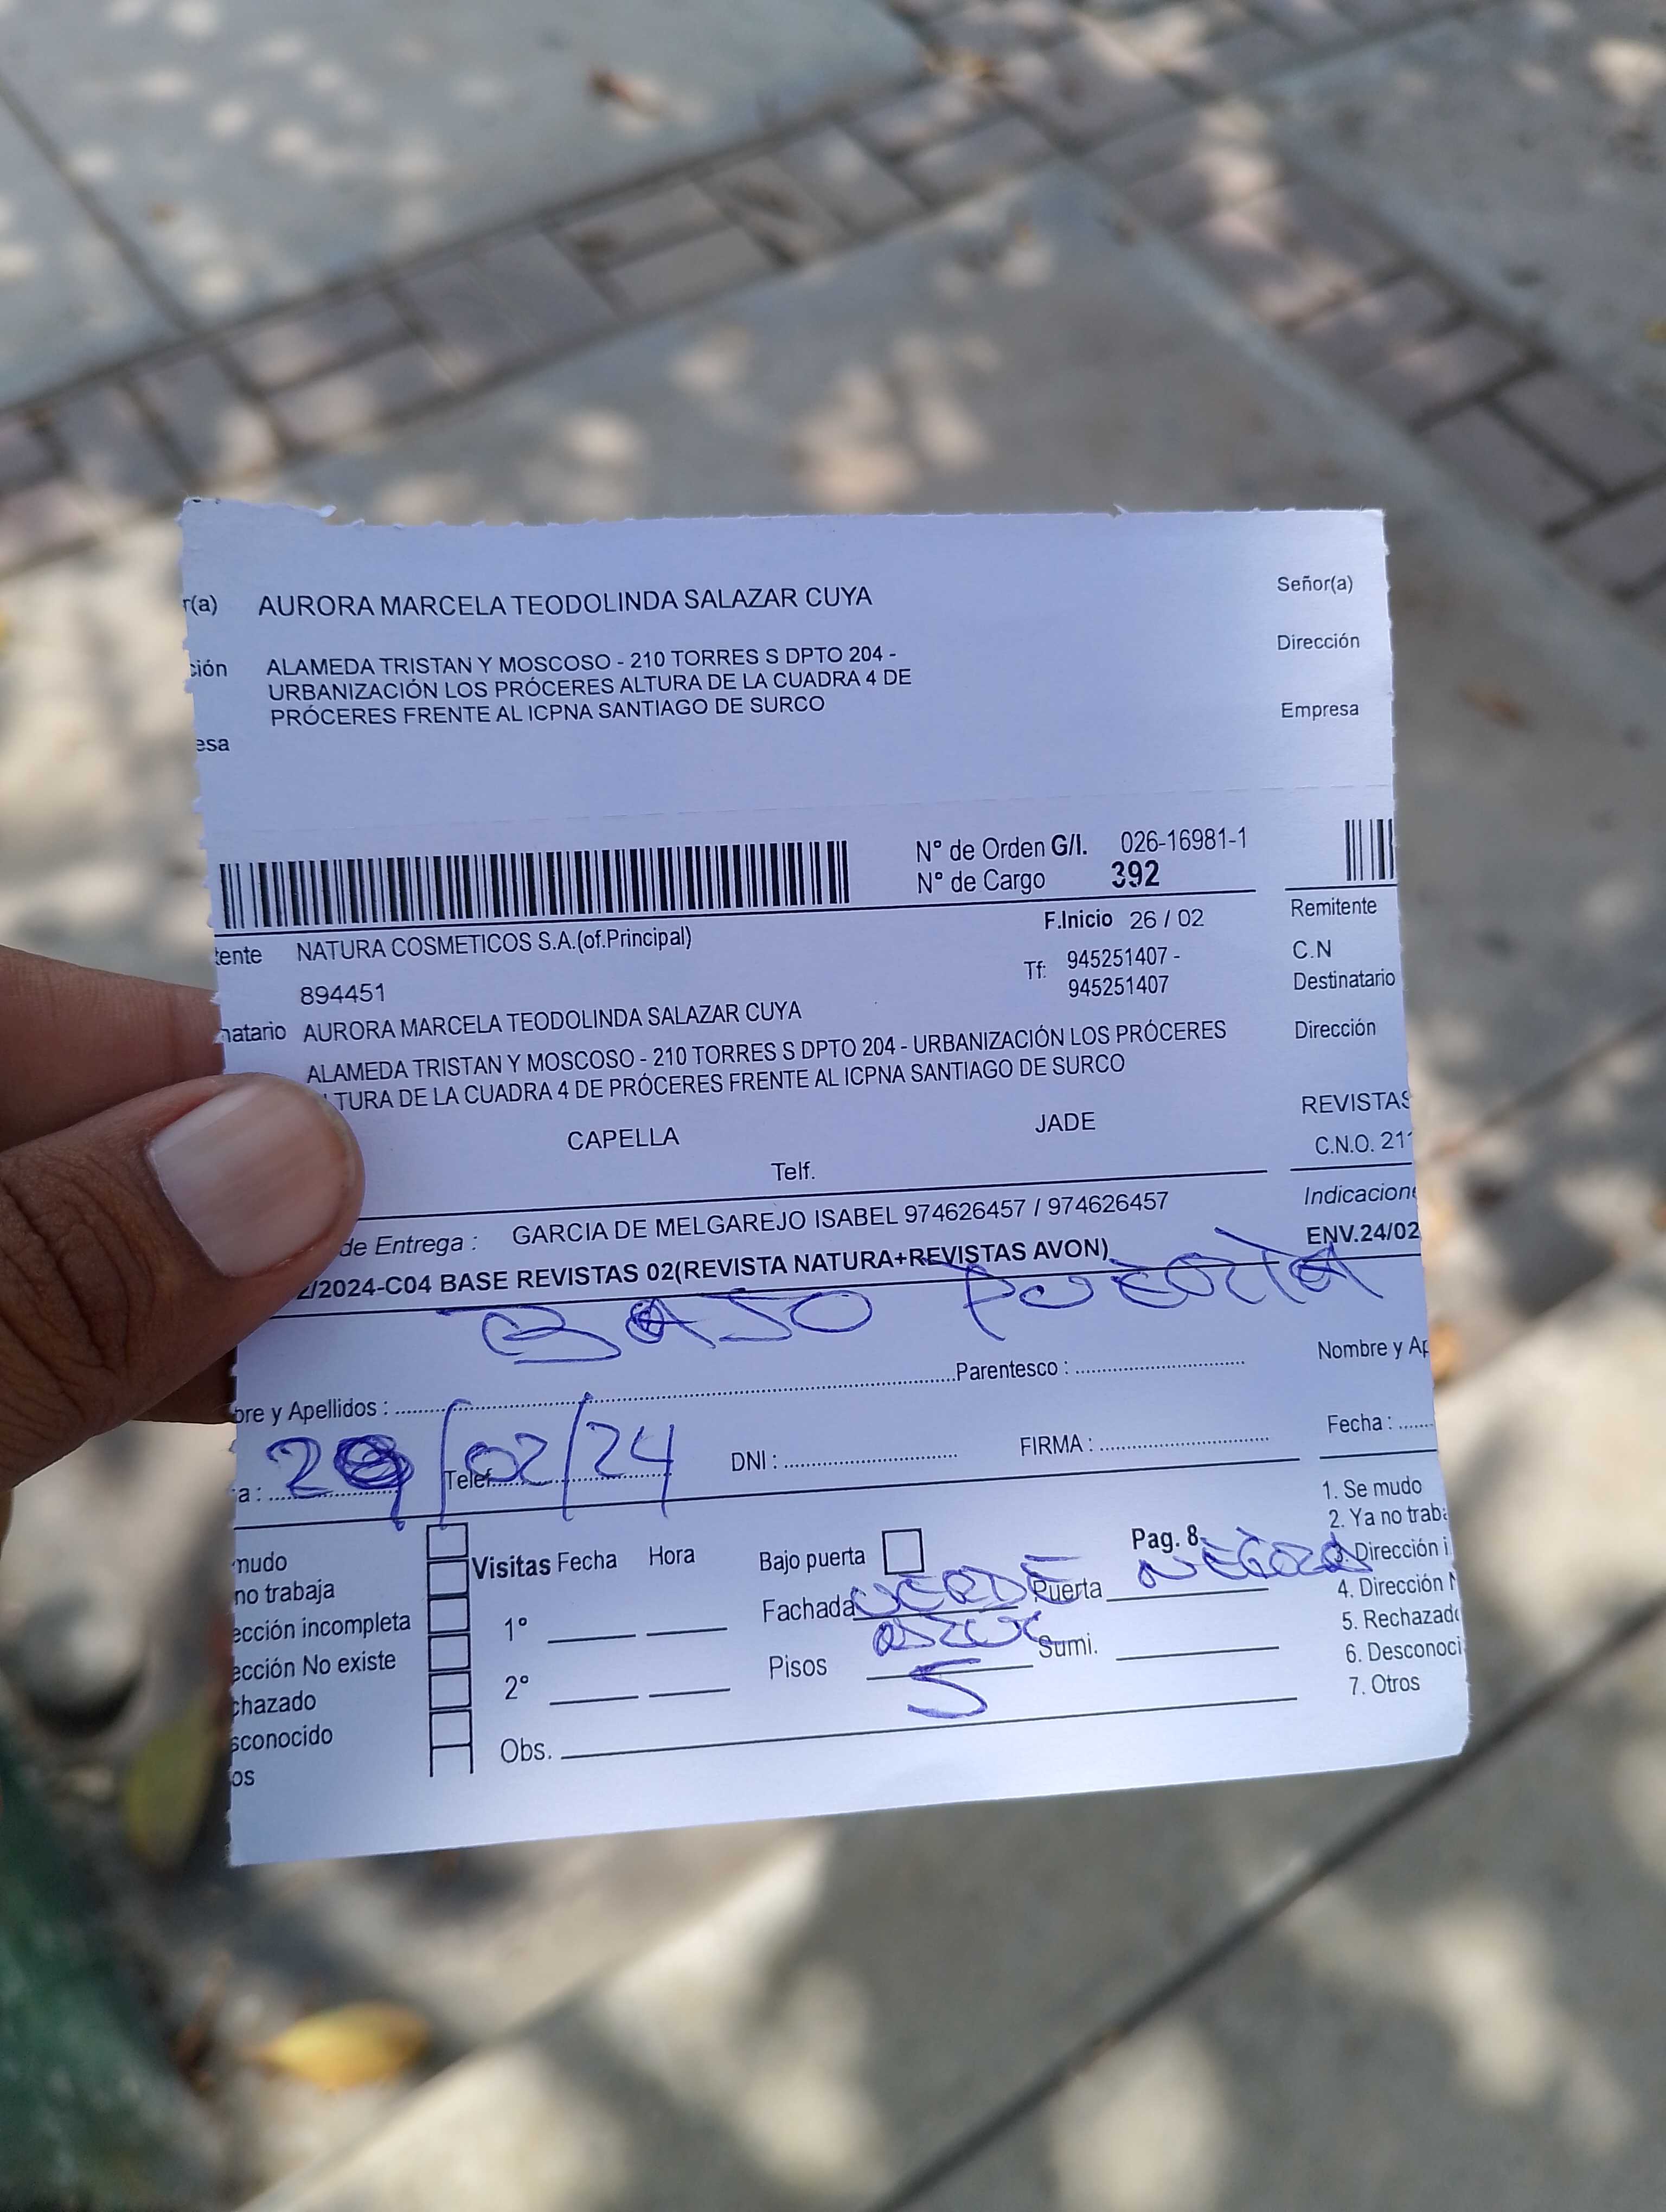 r(a) AURORA MARCELA TEODOLINDA SALAZAR CUYA Señor(a)
ción ALAMEDA TRISTAN Y MOSCOSO - 210 TORRES S DPTO 204 - Dirección
URBANIZACIÓN LOS PRÓCERES ALTURA DE LA CUADRA 4 DE
PRÓCERES FRENTE AL ICPNA SANTIAGO DE SURCO
esa Empresa
N° de Orden G/I. 026-16981-1
N° de Cargo 392
F.Inicio 26 / 02 Remitente
tente NATURA COSMETICOS S.A.(of.Principal)
Tf: 945251407 - C.N
894451 945251407 Destinatario
natario AURORA MARCELA TEODOLINDA SALAZAR CUYA
ALAMEDA TRISTAN Y MOSCOSO - 210 TORRES S DPTO 204 - URBANIZACIÓN LOS PRÓCERES Dirección
LTURA DE LA CUADRA 4 DE PRÓCERES FRENTE AL ICPNA SANTIAGO DE SURCO
CAPELLA JADE REVISTAS
Telf. C.N.O. 211
de Entrega : GARCIA DE MELGAREJO ISABEL 974626457 / 974626457 Indicacione
2/2024-C04 BASE REVISTAS 02(REVISTA NATURA+REVISTAS AVON) ENV.24/02
BAJO PUERTA
bre y Apellidos : Parentesco : Nombre y Ap
a : /02/24 Telef. DNI : FIRMA : Fecha :
mudo Visitas Fecha Hora Bajo puerta Pag. 8 1. Se mudo
no trabaja 2. Ya no traba
ección incompleta 1° Fachada VERDE Puerta NEGRA 3. Dirección i
ección No existe Pisos 5 Sumi. 4. Dirección N
chazado 2° 5. Rechazado
sconocido Obs. 6. Desconoci
os 7. Otros